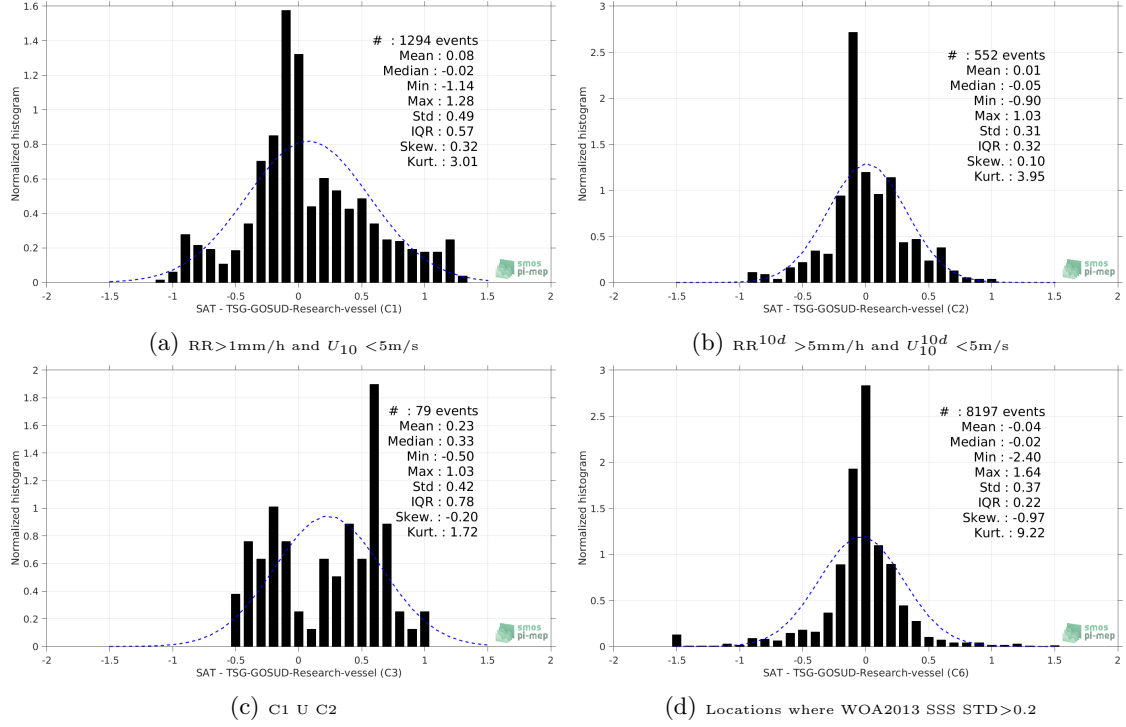 Normalized histogram
1.6
1.4
1.2
1
0.8
0.6
0.4
0.2
0
-2 -1.5 -1 -0.5 0 0.5 1 1.5 2
# : 1294 events
Mean : 0.08
Median : -0.02
Min : -1.14
Max : 1.28
Std : 0.49
IQR : 0.57
Skew. : 0.32
Kurt. : 3.01
smos
pi-mep
SAT - TSG-GOSUD-Research-vessel (C1)
(a) RR>1mm/h and U10 <5m/s
Normalized histogram
3
2.5
2
1.5
1
0.5
0
-2 -1.5 -1 -0.5 0 0.5 1 1.5 2
# : 552 events
Mean : 0.01
Median : -0.05
Min : -0.90
Max : 1.03
Std : 0.31
IQR : 0.32
Skew. : 0.10
Kurt. : 3.95
smos
pi-mep
SAT - TSG-GOSUD-Research-vessel (C2)
(b) RR10d >5mm/h and U10d10 <5m/s
Normalized histogram
2
1.8
1.6
1.4
1.2
1
0.8
0.6
0.4
0.2
0
-2 -1.5 -1 -0.5 0 0.5 1 1.5 2
# : 79 events
Mean : 0.23
Median : 0.33
Min : -0.50
Max : 1.03
Std : 0.42
IQR : 0.78
Skew. : -0.20
Kurt. : 1.72
smos
pi-mep
SAT - TSG-GOSUD-Research-vessel (C3)
(c) C1 U C2
Normalized histogram
3
2.5
2
1.5
1
0.5
0
-2 -1.5 -1 -0.5 0 0.5 1 1.5 2
# : 8197 events
Mean : -0.04
Median : -0.02
Min : -2.40
Max : 1.64
Std : 0.37
IQR : 0.22
Skew. : -0.97
Kurt. : 9.22
smos
pi-mep
SAT - TSG-GOSUD-Research-vessel (C6)
(d) Locations where WOA2013 SSS STD>0.2